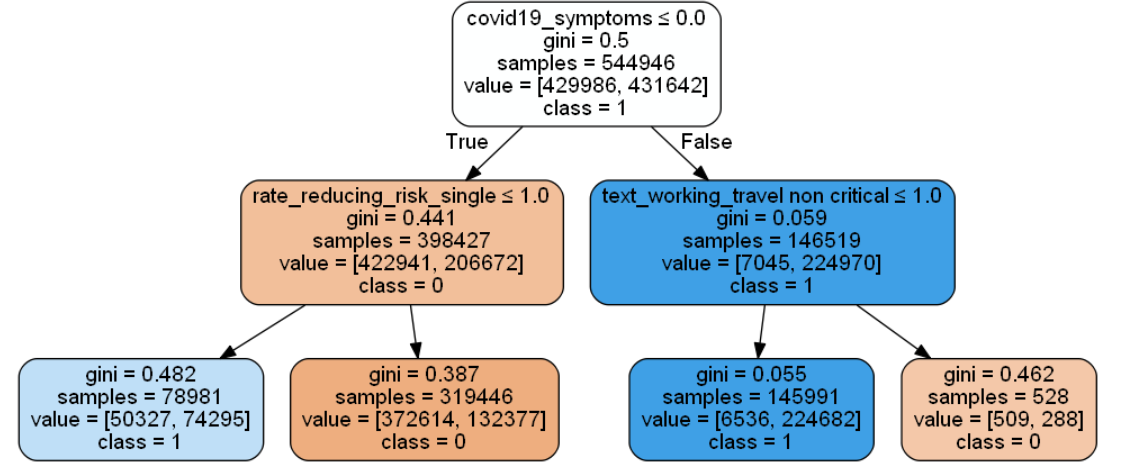 covid19_symptoms ≤ 0.0
gini = 0.5
samples = 544946
value = [429986, 431642]
class = 1
True
False
rate_reducing_risk_single ≤ 1.0
gini = 0.441
samples = 398427
value = [422941, 206672]
class = 0
text_working_travel non critical ≤ 1.0
gini = 0.059
samples = 146519
value = [7045, 224970]
class = 1
gini = 0.482
samples = 78981
value = [50327, 74295]
class = 1
gini = 0.387
samples = 319446
value = [372614, 132377]
class = 0
gini = 0.055
samples = 145991
value = [6536, 224682]
class = 1
gini = 0.462
samples = 528
value = [509, 288]
class = 0